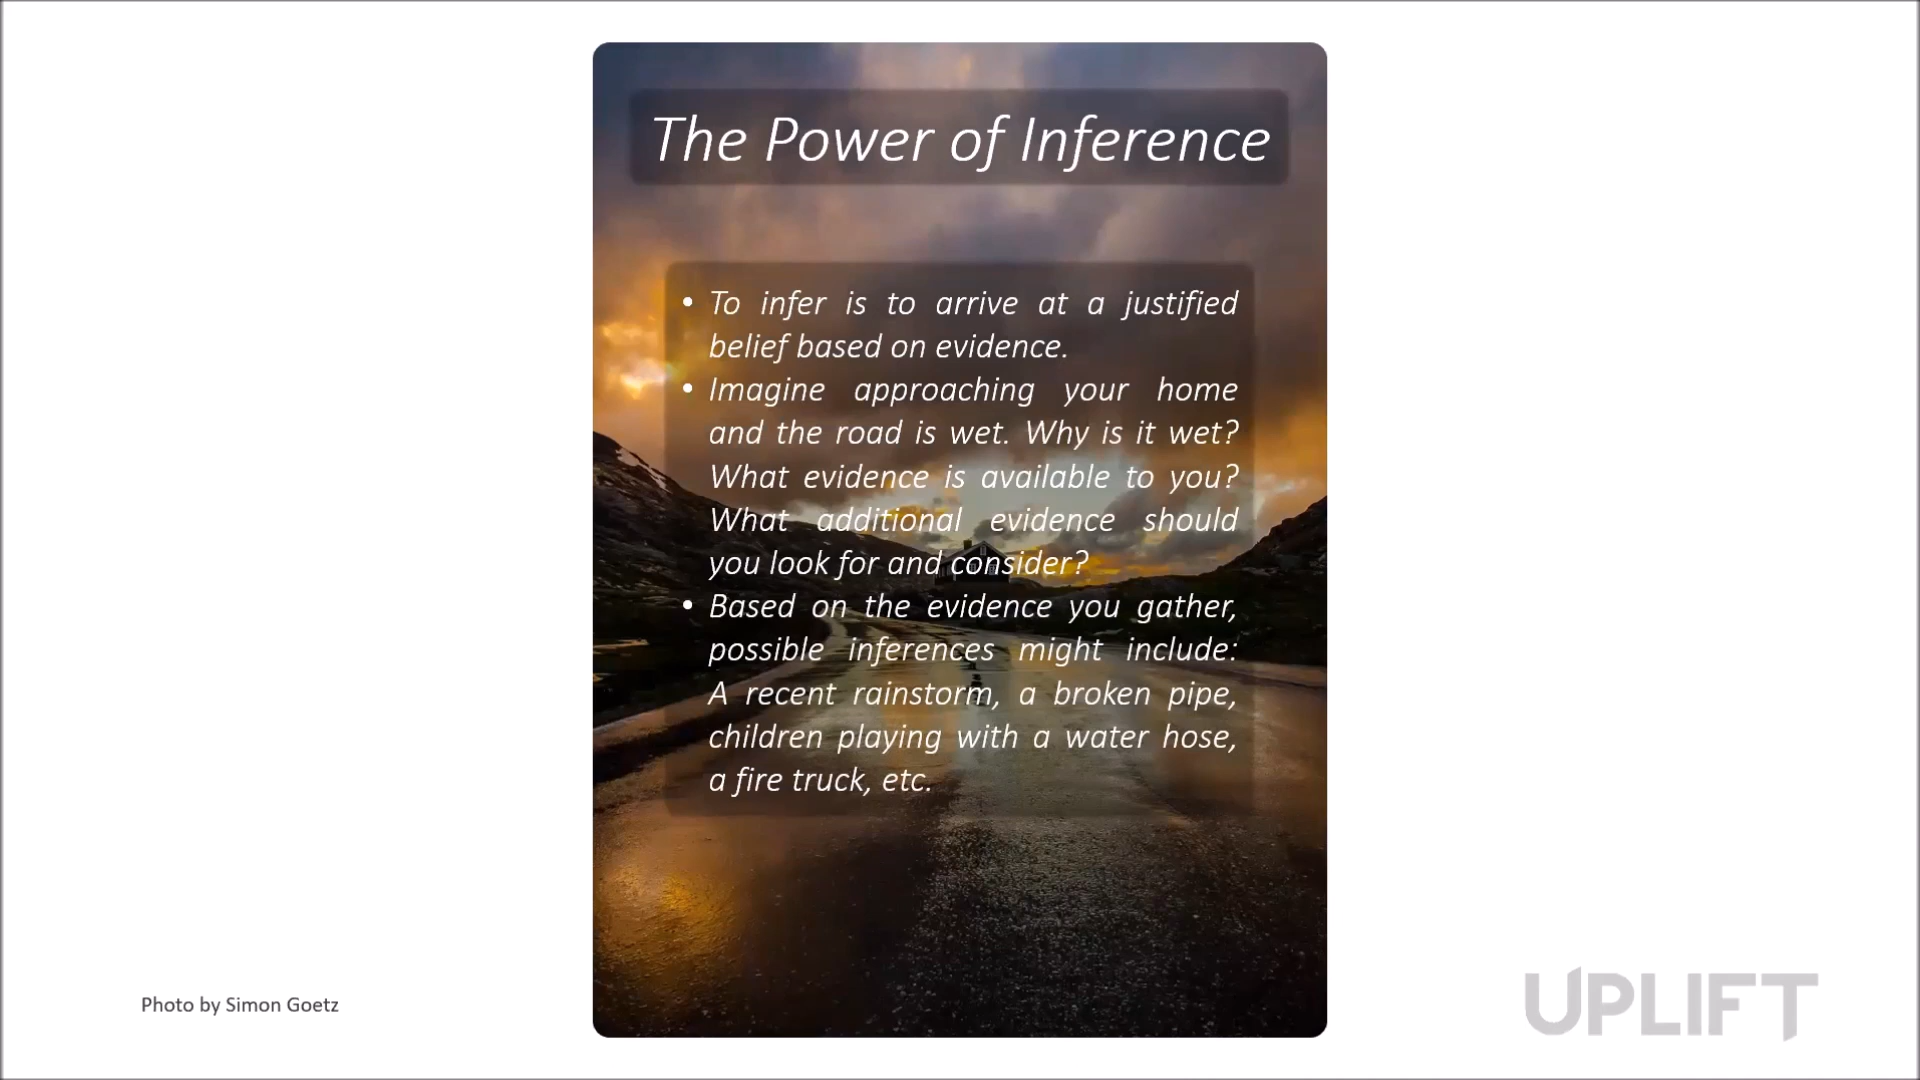 The Power of Inference
• To infer is to arrive at a justified
belief based on evidence.
• Imagine approaching your home
and the road is wet. Why is it wet?
What evidence is available to you?
What additional evidence should
you look for and consider?
• Based on the evidence you gather,
possible inferences might include:
A recent rainstorm, a broken pipe,
children playing with a water hose,
a fire truck, etc.
Photo by Simon Goetz
UPLIFT